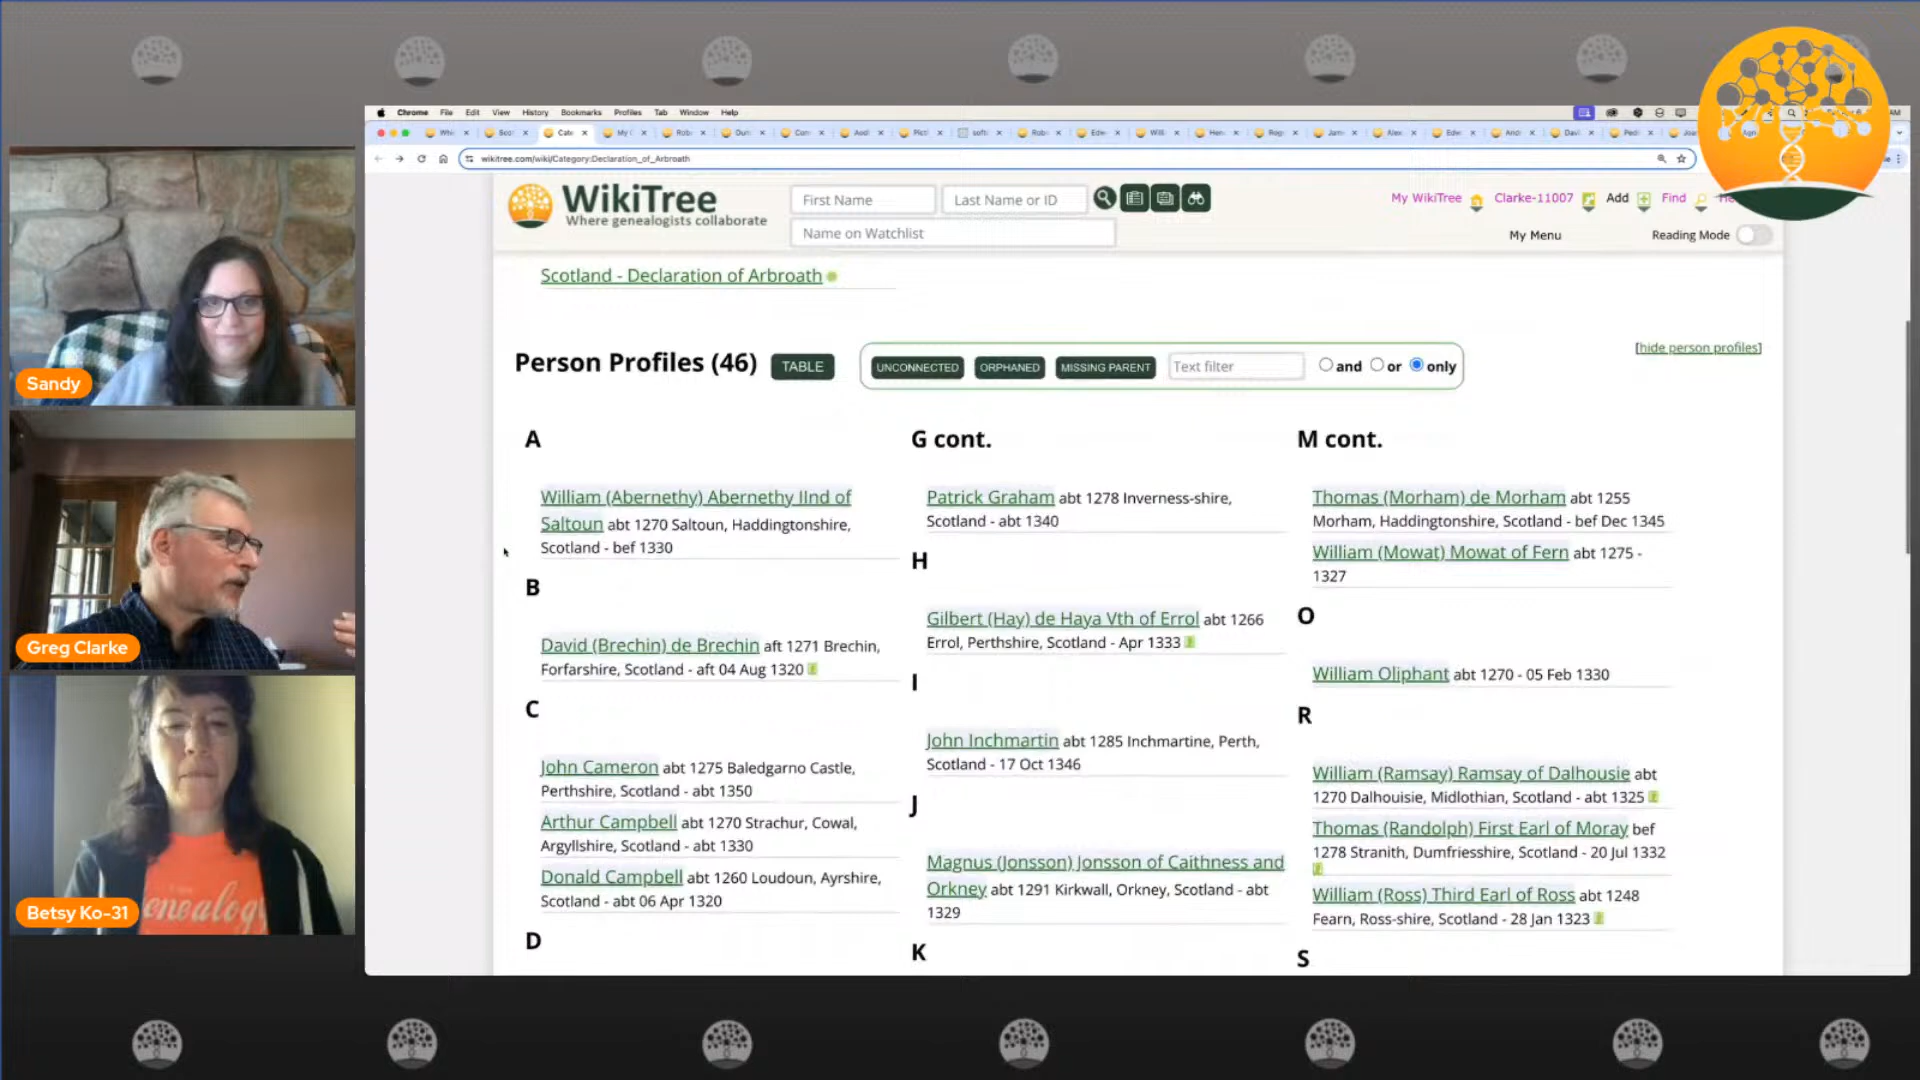 Chrome File Edit View History Bookmarks Profiles Tab Window Help
wikitree.com/wiki/Category:Declaration_of_Arbroath
WikiTree
Where genealogists collaborate
First Name
Last Name or ID
Name on Watchlist
My WikiTree
Clarke-11007
Add
Find
My Menu
Reading Mode
Scotland - Declaration of Arbroath
Person Profiles (46)
TABLE
UNCONNECTED
ORPHANED
MISSING PARENT
Text filter
and
or
only
[hide person profiles]
A
William (Abernethy) Abernethy IInd of
Saltoun abt 1270 Saltoun, Haddingtonshire,
Scotland - bef 1330
B
David (Brechin) de Brechin aft 1271 Brechin,
Forfarshire, Scotland - aft 04 Aug 1320
C
John Cameron abt 1275 Baledgarno Castle,
Perthshire, Scotland - abt 1350
Arthur Campbell abt 1270 Strachur, Cowal,
Argyllshire, Scotland - abt 1330
Donald Campbell abt 1260 Loudoun, Ayrshire,
Scotland - abt 06 Apr 1320
D
G cont.
Patrick Graham abt 1278 Inverness-shire,
Scotland - abt 1340
H
Gilbert (Hay) de Haya Vth of Errol abt 1266
Errol, Perthshire, Scotland - Apr 1333
I
John Inchmartin abt 1285 Inchmartine, Perth,
Scotland - 17 Oct 1346
J
Magnus (Jonsson) Jonsson of Caithness and
Orkney abt 1291 Kirkwall, Orkney, Scotland - abt
1329
K
M cont.
Thomas (Morham) de Morham abt 1255
Morham, Haddingtonshire, Scotland - bef Dec 1345
William (Mowat) Mowat of Fern abt 1275 -
1327
O
William Oliphant abt 1270 - 05 Feb 1330
R
William (Ramsay) Ramsay of Dalhousie abt
1270 Dalhouisie, Midlothian, Scotland - abt 1325
Thomas (Randolph) First Earl of Moray bef
1278 Stranith, Dumfriesshire, Scotland - 20 Jul 1332
William (Ross) Third Earl of Ross abt 1248
Fearn, Ross-shire, Scotland - 28 Jan 1323
S
Sandy
Greg Clarke
Betsy Ko-31
enealog